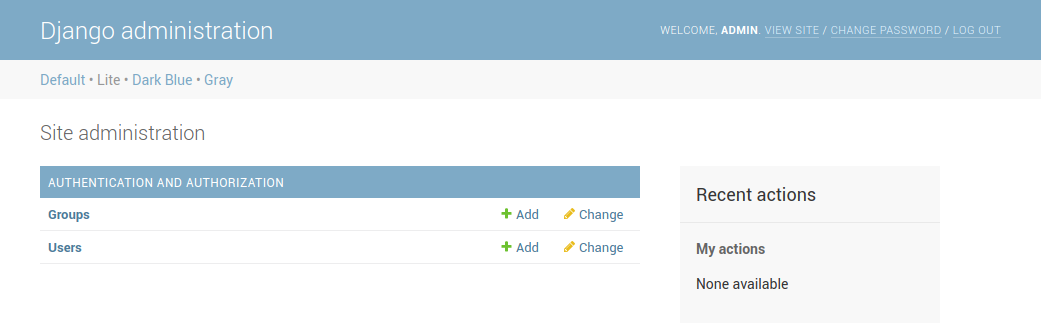 Django administration
WELCOME, ADMIN. VIEW SITE / CHANGE PASSWORD / LOG OUT
Default • Lite • Dark Blue • Gray
Site administration
AUTHENTICATION AND AUTHORIZATION
Groups Add Change
Users Add Change
Recent actions
My actions
None available